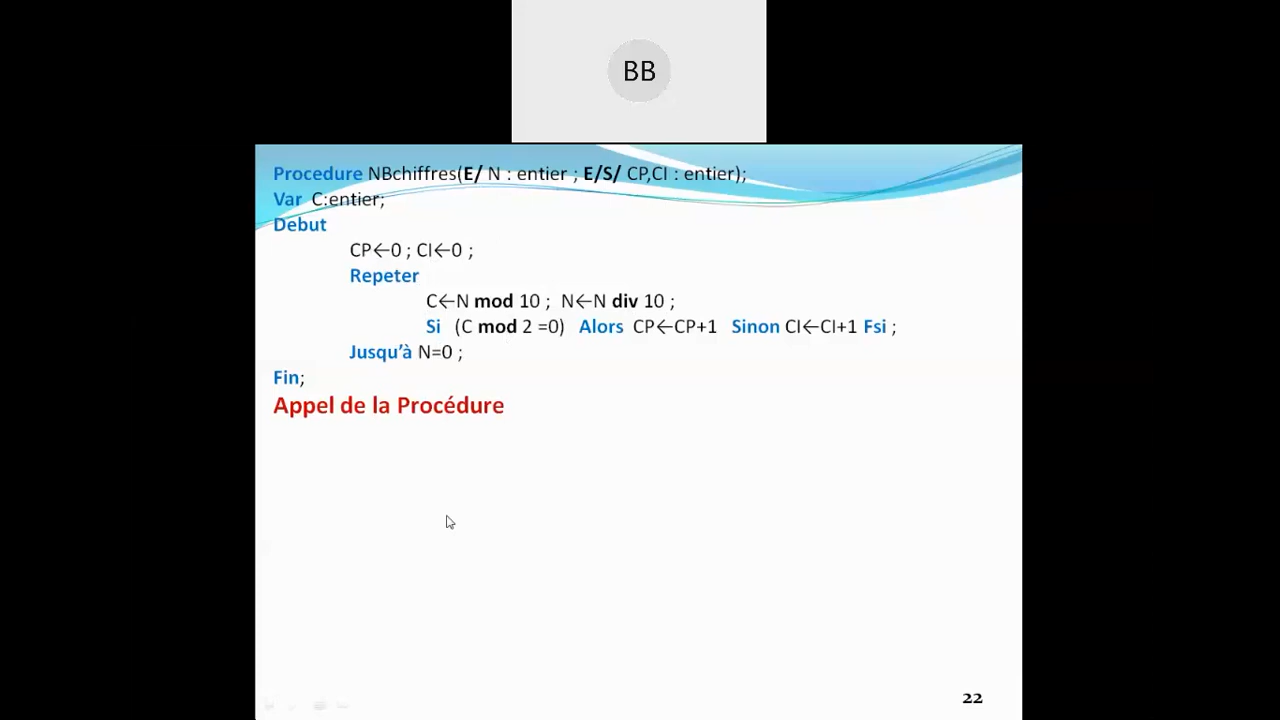 BB
Procedure NBchiffres(E/ N : entier ; E/S/ CP,CI : entier);
Var C:entier;
Debut
CP←0 ; CI←0 ;
Repeter
C←N mod 10 ; N←N div 10 ;
Si (C mod 2 =0) Alors CP←CP+1 Sinon CI←CI+1 Fsi ;
Jusqu’à N=0 ;
Fin;
Appel de la Procédure
22